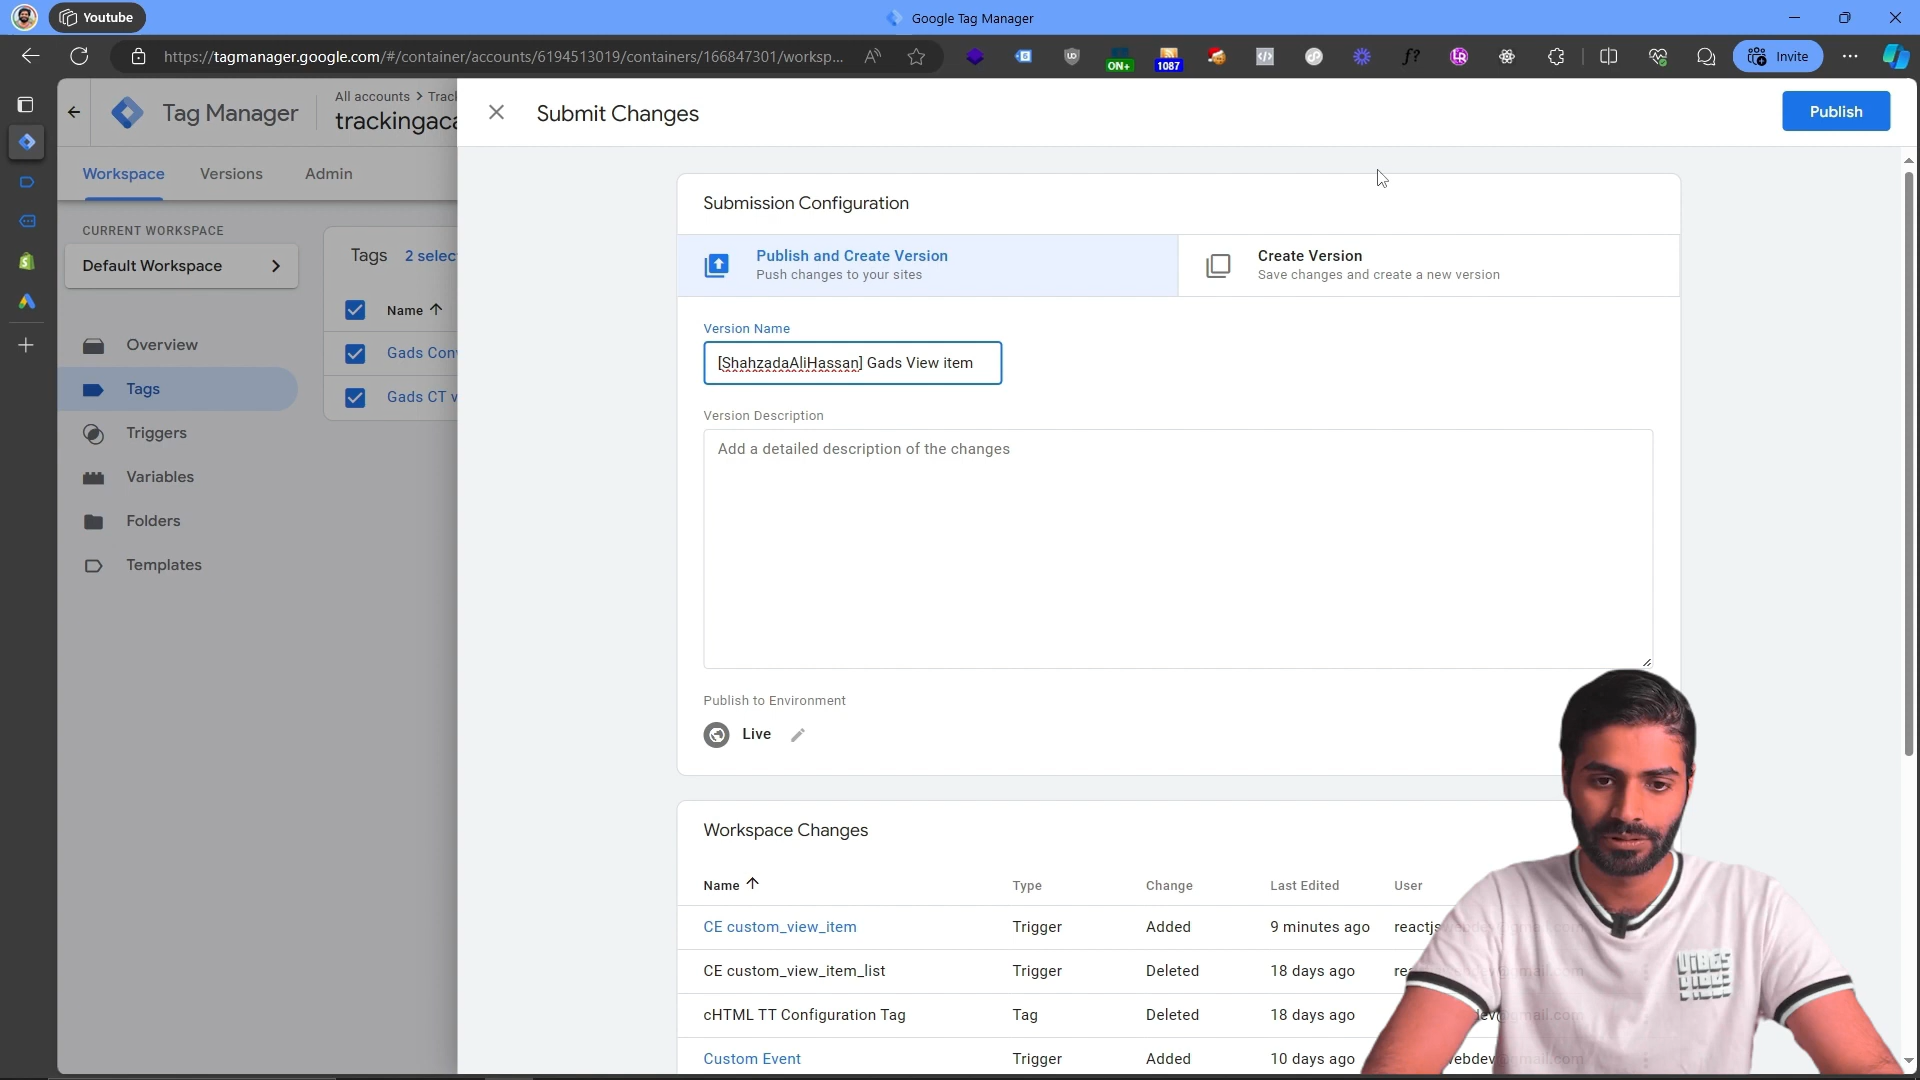 Youtube
Google Tag Manager
https://tagmanager.google.com/#/container/accounts/6194513019/containers/166847301/worksp...
ON+
1087
Invite
Tag Manager
All accounts > Track
trackingaca
Submit Changes
Publish
Workspace
Versions
Admin
CURRENT WORKSPACE
Default Workspace
Overview
Tags
Triggers
Variables
Folders
Templates
Tags 2 selec
Name
Gads Con
Gads CT v
Submission Configuration
Publish and Create Version
Push changes to your sites
Create Version
Save changes and create a new version
Version Name
[ShahzadaAliHassan] Gads View item
Version Description
Add a detailed description of the changes
Publish to Environment
Live
Workspace Changes
Name Type Change Last Edited User
CE custom_view_item Trigger Added 9 minutes ago reactjs
CE custom_view_item_list Trigger Deleted 18 days ago
cHTML TT Configuration Tag Tag Deleted 18 days ago
Custom Event Trigger Added 10 days ago